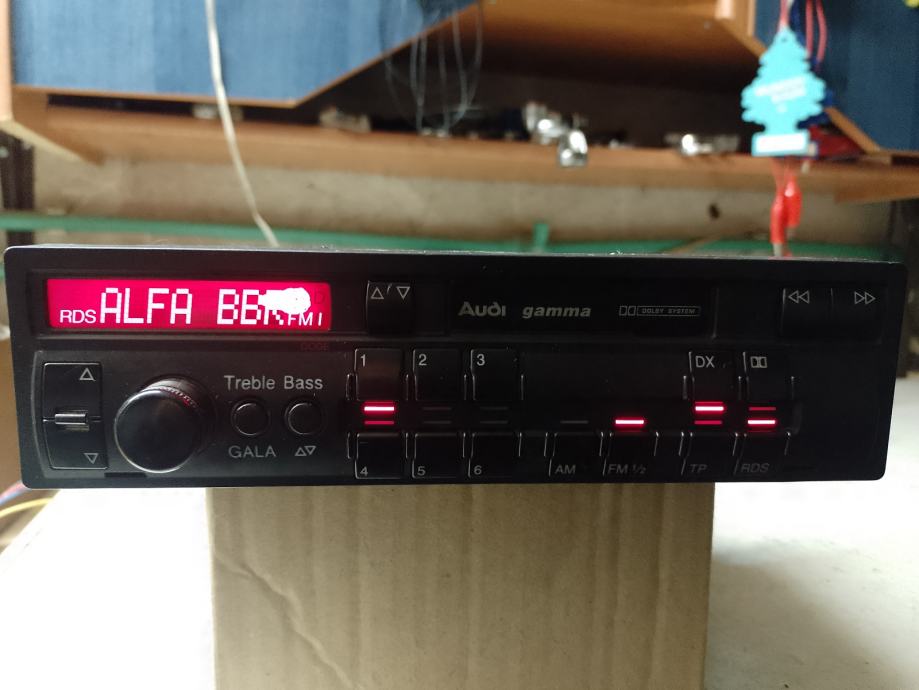 RDS ALFA FM1
Audi gamma
DOLBY SYSTEM
CODE
1 2 3 DX
Treble Bass
GALA
4 5 6 AM FM 1/2 TP RDS